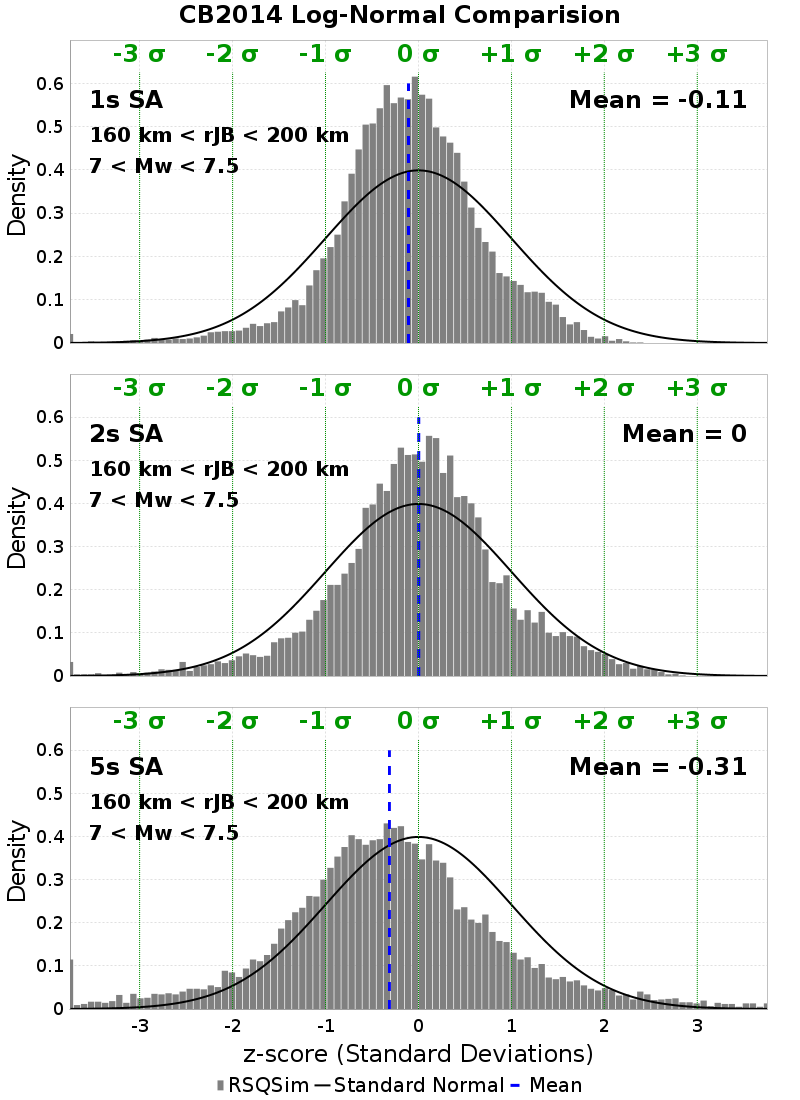 CB2014 Log-Normal Comparision
-3 σ -2 σ -1 σ 0 σ +1 σ +2 σ +3 σ
0.6
1s SA Mean = -0.11
0.5
160 km < rJB < 200 km
7 < Mw < 7.5
0.4
0.3
0.2
0.1
0
Density
-3 σ -2 σ -1 σ 0 σ +1 σ +2 σ +3 σ
0.6
2s SA Mean = 0
0.5
160 km < rJB < 200 km
7 < Mw < 7.5
0.4
0.3
0.2
0.1
0
Density
-3 σ -2 σ -1 σ 0 σ +1 σ +2 σ +3 σ
0.6
5s SA Mean = -0.31
0.5
160 km < rJB < 200 km
7 < Mw < 7.5
0.4
0.3
0.2
0.1
0
Density
-3 -2 -1 0 1 2 3
z-score (Standard Deviations)
RSQSim Standard Normal Mean